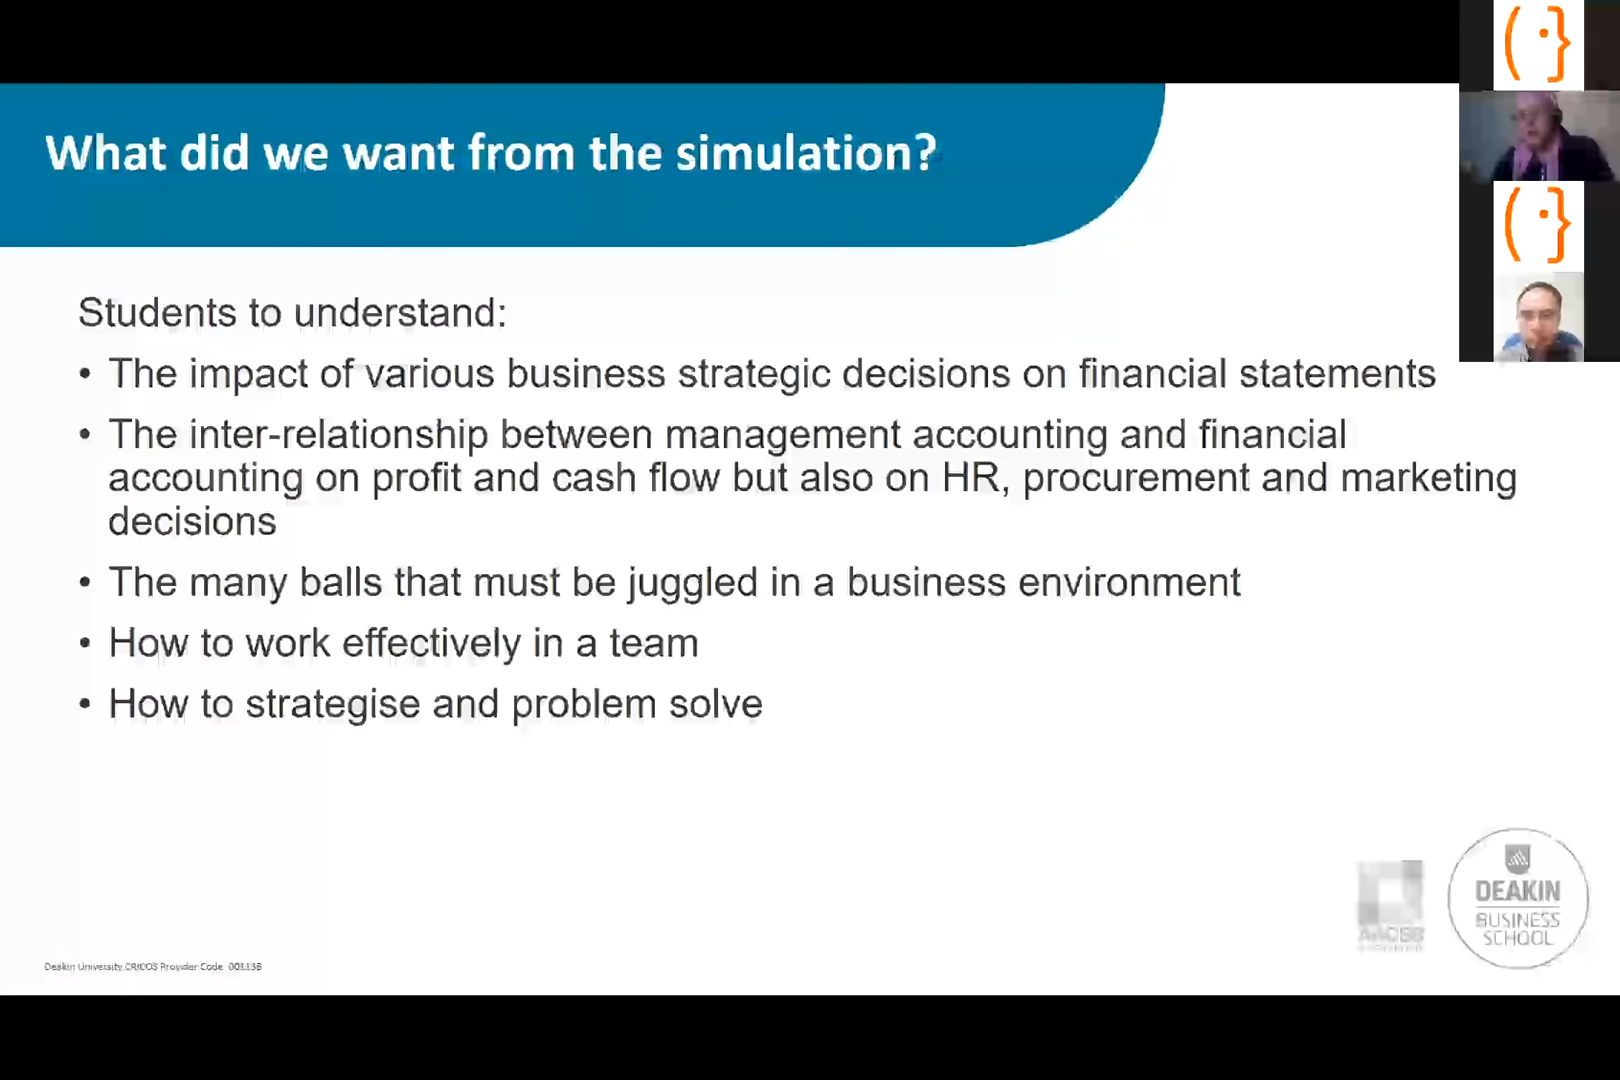 What did we want from the simulation?
Students to understand:
• The impact of various business strategic decisions on financial statements
• The inter-relationship between management accounting and financial
accounting on profit and cash flow but also on HR, procurement and marketing
decisions
• The many balls that must be juggled in a business environment
• How to work effectively in a team
• How to strategise and problem solve
AACSB
DEAKIN
BUSINESS
SCHOOL
Deakin University CRICOS Provider Code 00113B